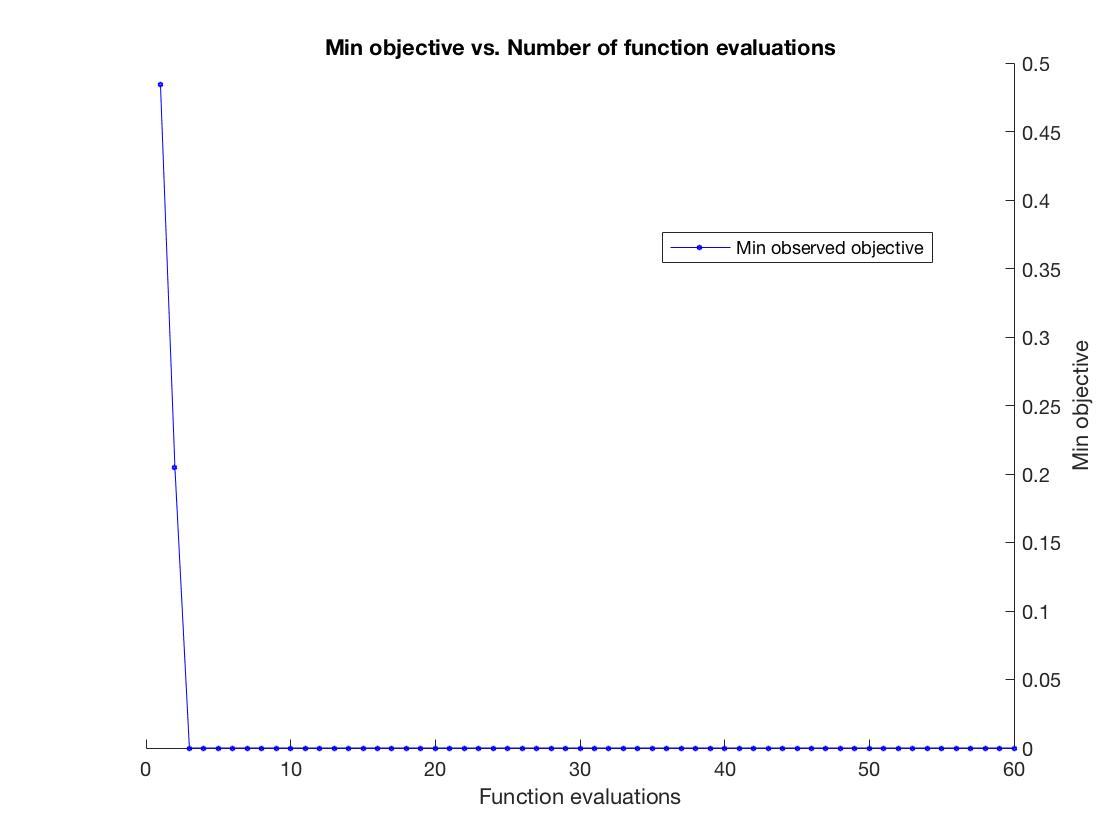 Min objective vs. Number of function evaluations
0.5
0.45
0.4
Min observed objective
0.35
0.3
Min objective
0.25
0.2
0.15
0.1
0.05
0
0 10 20 30 40 50 60
Function evaluations